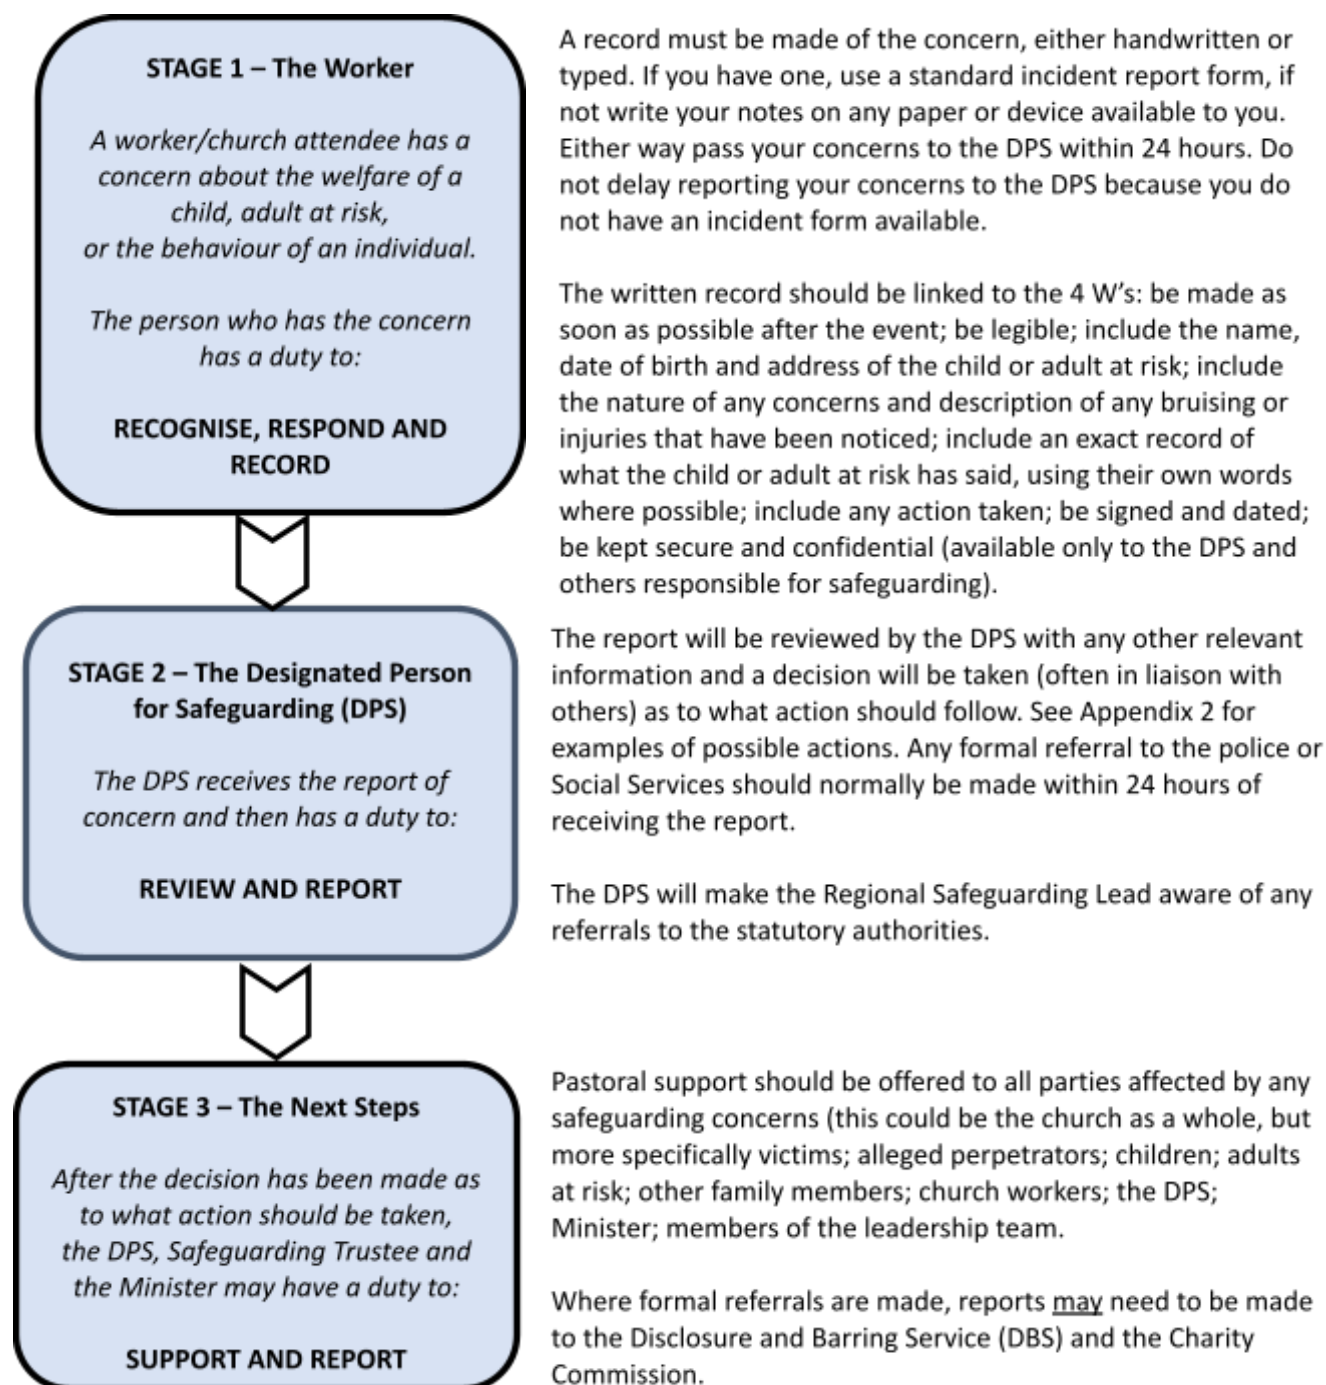 STAGE 1 – The Worker
A worker/church attendee has a
concern about the welfare of a
child, adult at risk,
or the behaviour of an individual.
The person who has the concern
has a duty to:
RECOGNISE, RESPOND AND
RECORD
A record must be made of the concern, either handwritten or
typed. If you have one, use a standard incident report form, if
not write your notes on any paper or device available to you.
Either way pass your concerns to the DPS within 24 hours. Do
not delay reporting your concerns to the DPS because you do
not have an incident form available.
The written record should be linked to the 4 W’s: be made as
soon as possible after the event; be legible; include the name,
date of birth and address of the child or adult at risk; include
the nature of any concerns and description of any bruising or
injuries that have been noticed; include an exact record of
what the child or adult at risk has said, using their own words
where possible; include any action taken; be signed and dated;
be kept secure and confidential (available only to the DPS and
others responsible for safeguarding).
STAGE 2 – The Designated Person
for Safeguarding (DPS)
The DPS receives the report of
concern and then has a duty to:
REVIEW AND REPORT
The report will be reviewed by the DPS with any other relevant
information and a decision will be taken (often in liaison with
others) as to what action should follow. See Appendix 2 for
examples of possible actions. Any formal referral to the police or
Social Services should normally be made within 24 hours of
receiving the report.
The DPS will make the Regional Safeguarding Lead aware of any
referrals to the statutory authorities.
STAGE 3 – The Next Steps
After the decision has been made as
to what action should be taken,
the DPS, Safeguarding Trustee and
the Minister may have a duty to:
SUPPORT AND REPORT
Pastoral support should be offered to all parties affected by any
safeguarding concerns (this could be the church as a whole, but
more specifically victims; alleged perpetrators; children; adults
at risk; other family members; church workers; the DPS;
Minister; members of the leadership team.
Where formal referrals are made, reports may need to be made
to the Disclosure and Barring Service (DBS) and the Charity
Commission.